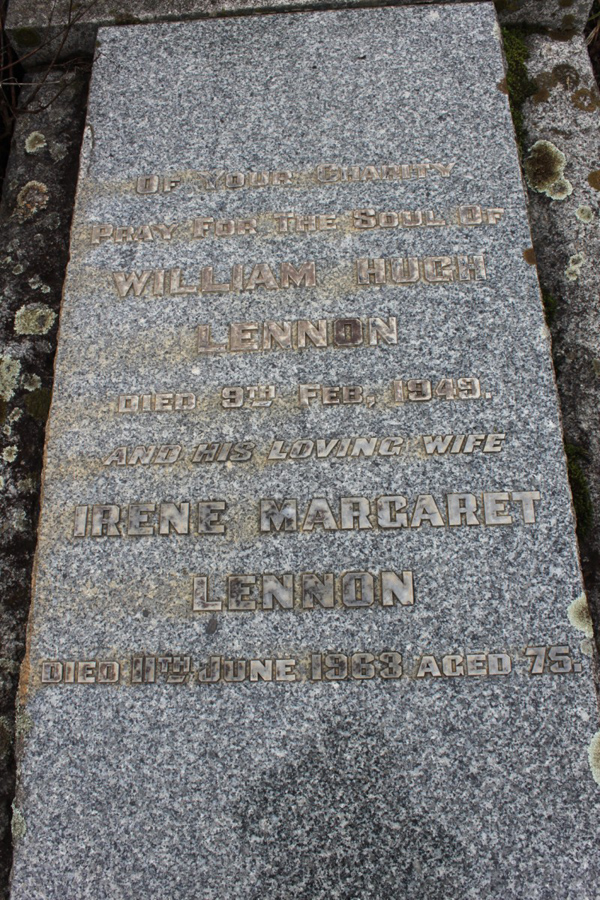 OF YOUR CHARITY
PRAY FOR THE SOUL OF
WILLIAM HUGH
LENNON
DIED 9TH FEB, 1949.
AND HIS LOVING WIFE
IRENE MARGARET
LENNON
DIED 11TH JUNE 1963 AGED 75.